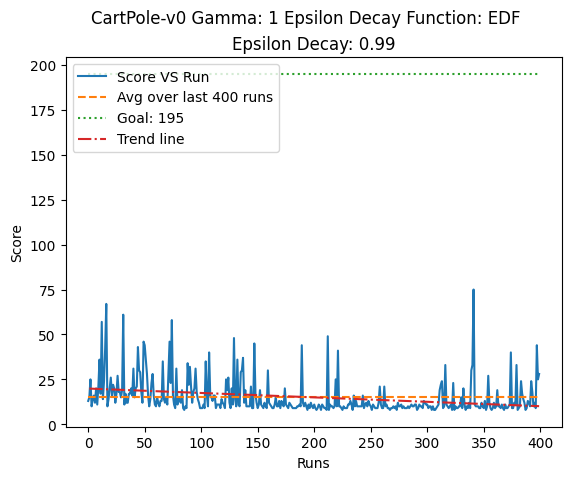 CartPole-v0 Gamma: 1 Epsilon Decay Function: EDF
Epsilon Decay: 0.99
200
175
150
125
100
75
50
25
0
Score
Score VS Run
Avg over last 400 runs
Goal: 195
Trend line
0 50 100 150 200 250 300 350 400
Runs